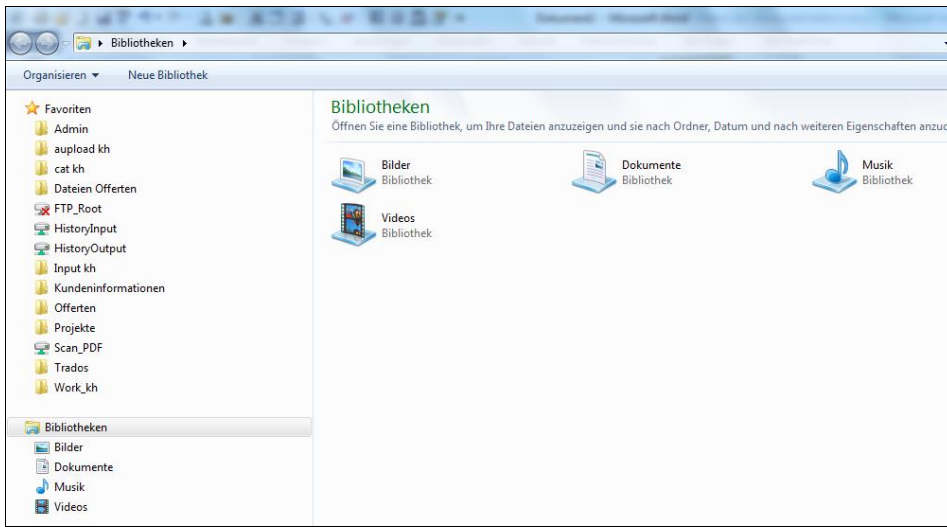 Bibliotheken
Organisieren Neue Bibliothek
Favoriten
Admin
aupload kh
cat kh
Dateien Offerten
FTP_Root
HistoryInput
HistoryOutput
Input kh
Kundeninformationen
Offerten
Projekte
Scan_PDF
Trados
Work_kh
Bibliotheken
Bilder
Dokumente
Musik
Videos
Bibliotheken
Öffnen Sie eine Bibliothek, um Ihre Dateien anzuzeigen und sie nach Ordner, Datum und nach weiteren Eigenschaften anzuo
Bilder
Bibliothek
Dokumente
Bibliothek
Musik
Bibliothek
Videos
Bibliothek